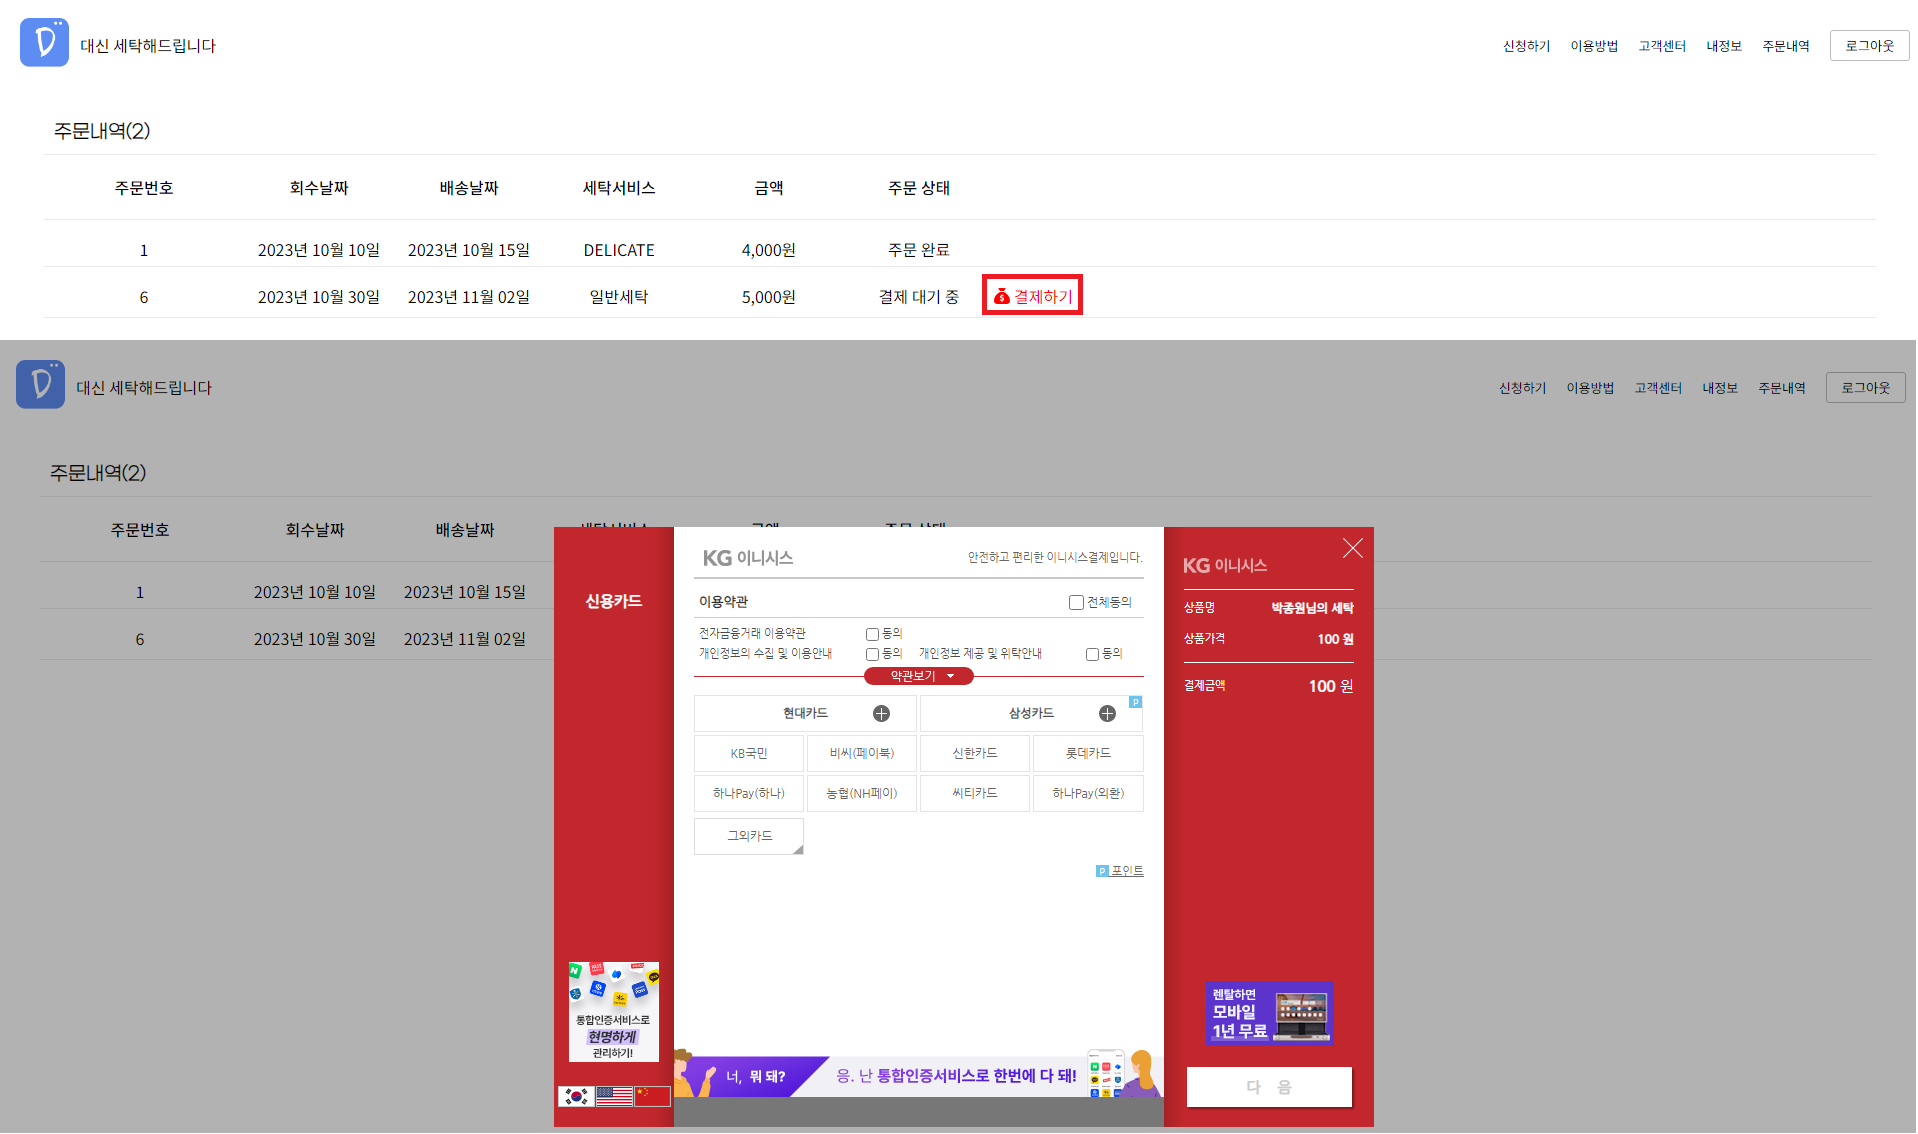 대신 세탁해드립니다
신청하기 이용방법 고객센터 내정보 주문내역 로그아웃
주문내역(2)
주문번호 회수날짜 배송날짜 세탁서비스 금액 주문 상태
1 2023년 10월 10일 2023년 10월 15일 DELICATE 4,000원 주문 완료
6 2023년 10월 30일 2023년 11월 02일 일반세탁 5,000원 결제 대기 중 결제하기
대신 세탁해드립니다
신청하기 이용방법 고객센터 내정보 주문내역 로그아웃
주문내역(2)
주문번호 회수날짜 배송날짜
1 2023년 10월 10일 2023년 10월 15일
6 2023년 10월 30일 2023년 11월 02일
신용카드
통합인증서비스로
현명하게
관리하기!
KG 이니시스 안전하고 편리한 이니시스결제입니다.
이용약관 전체동의
전자금융거래 이용약관 동의
개인정보의 수집 및 이용안내 동의 개인정보 제공 및 위탁안내 동의
약관보기
현대카드 삼성카드 P
KB국민 비씨(페이북) 신한카드 롯데카드
하나Pay(하나) 농협(NH페이) 씨티카드 하나Pay(외환)
그외카드
P 포인트
너, 뭐 돼? 응. 난 통합인증서비스로 한번에 다 돼!
KG 이니시스
상품명 박종원님의 세탁
상품가격 100 원
결제금액 100 원
렌탈하면
모바일
1년 무료
다 음